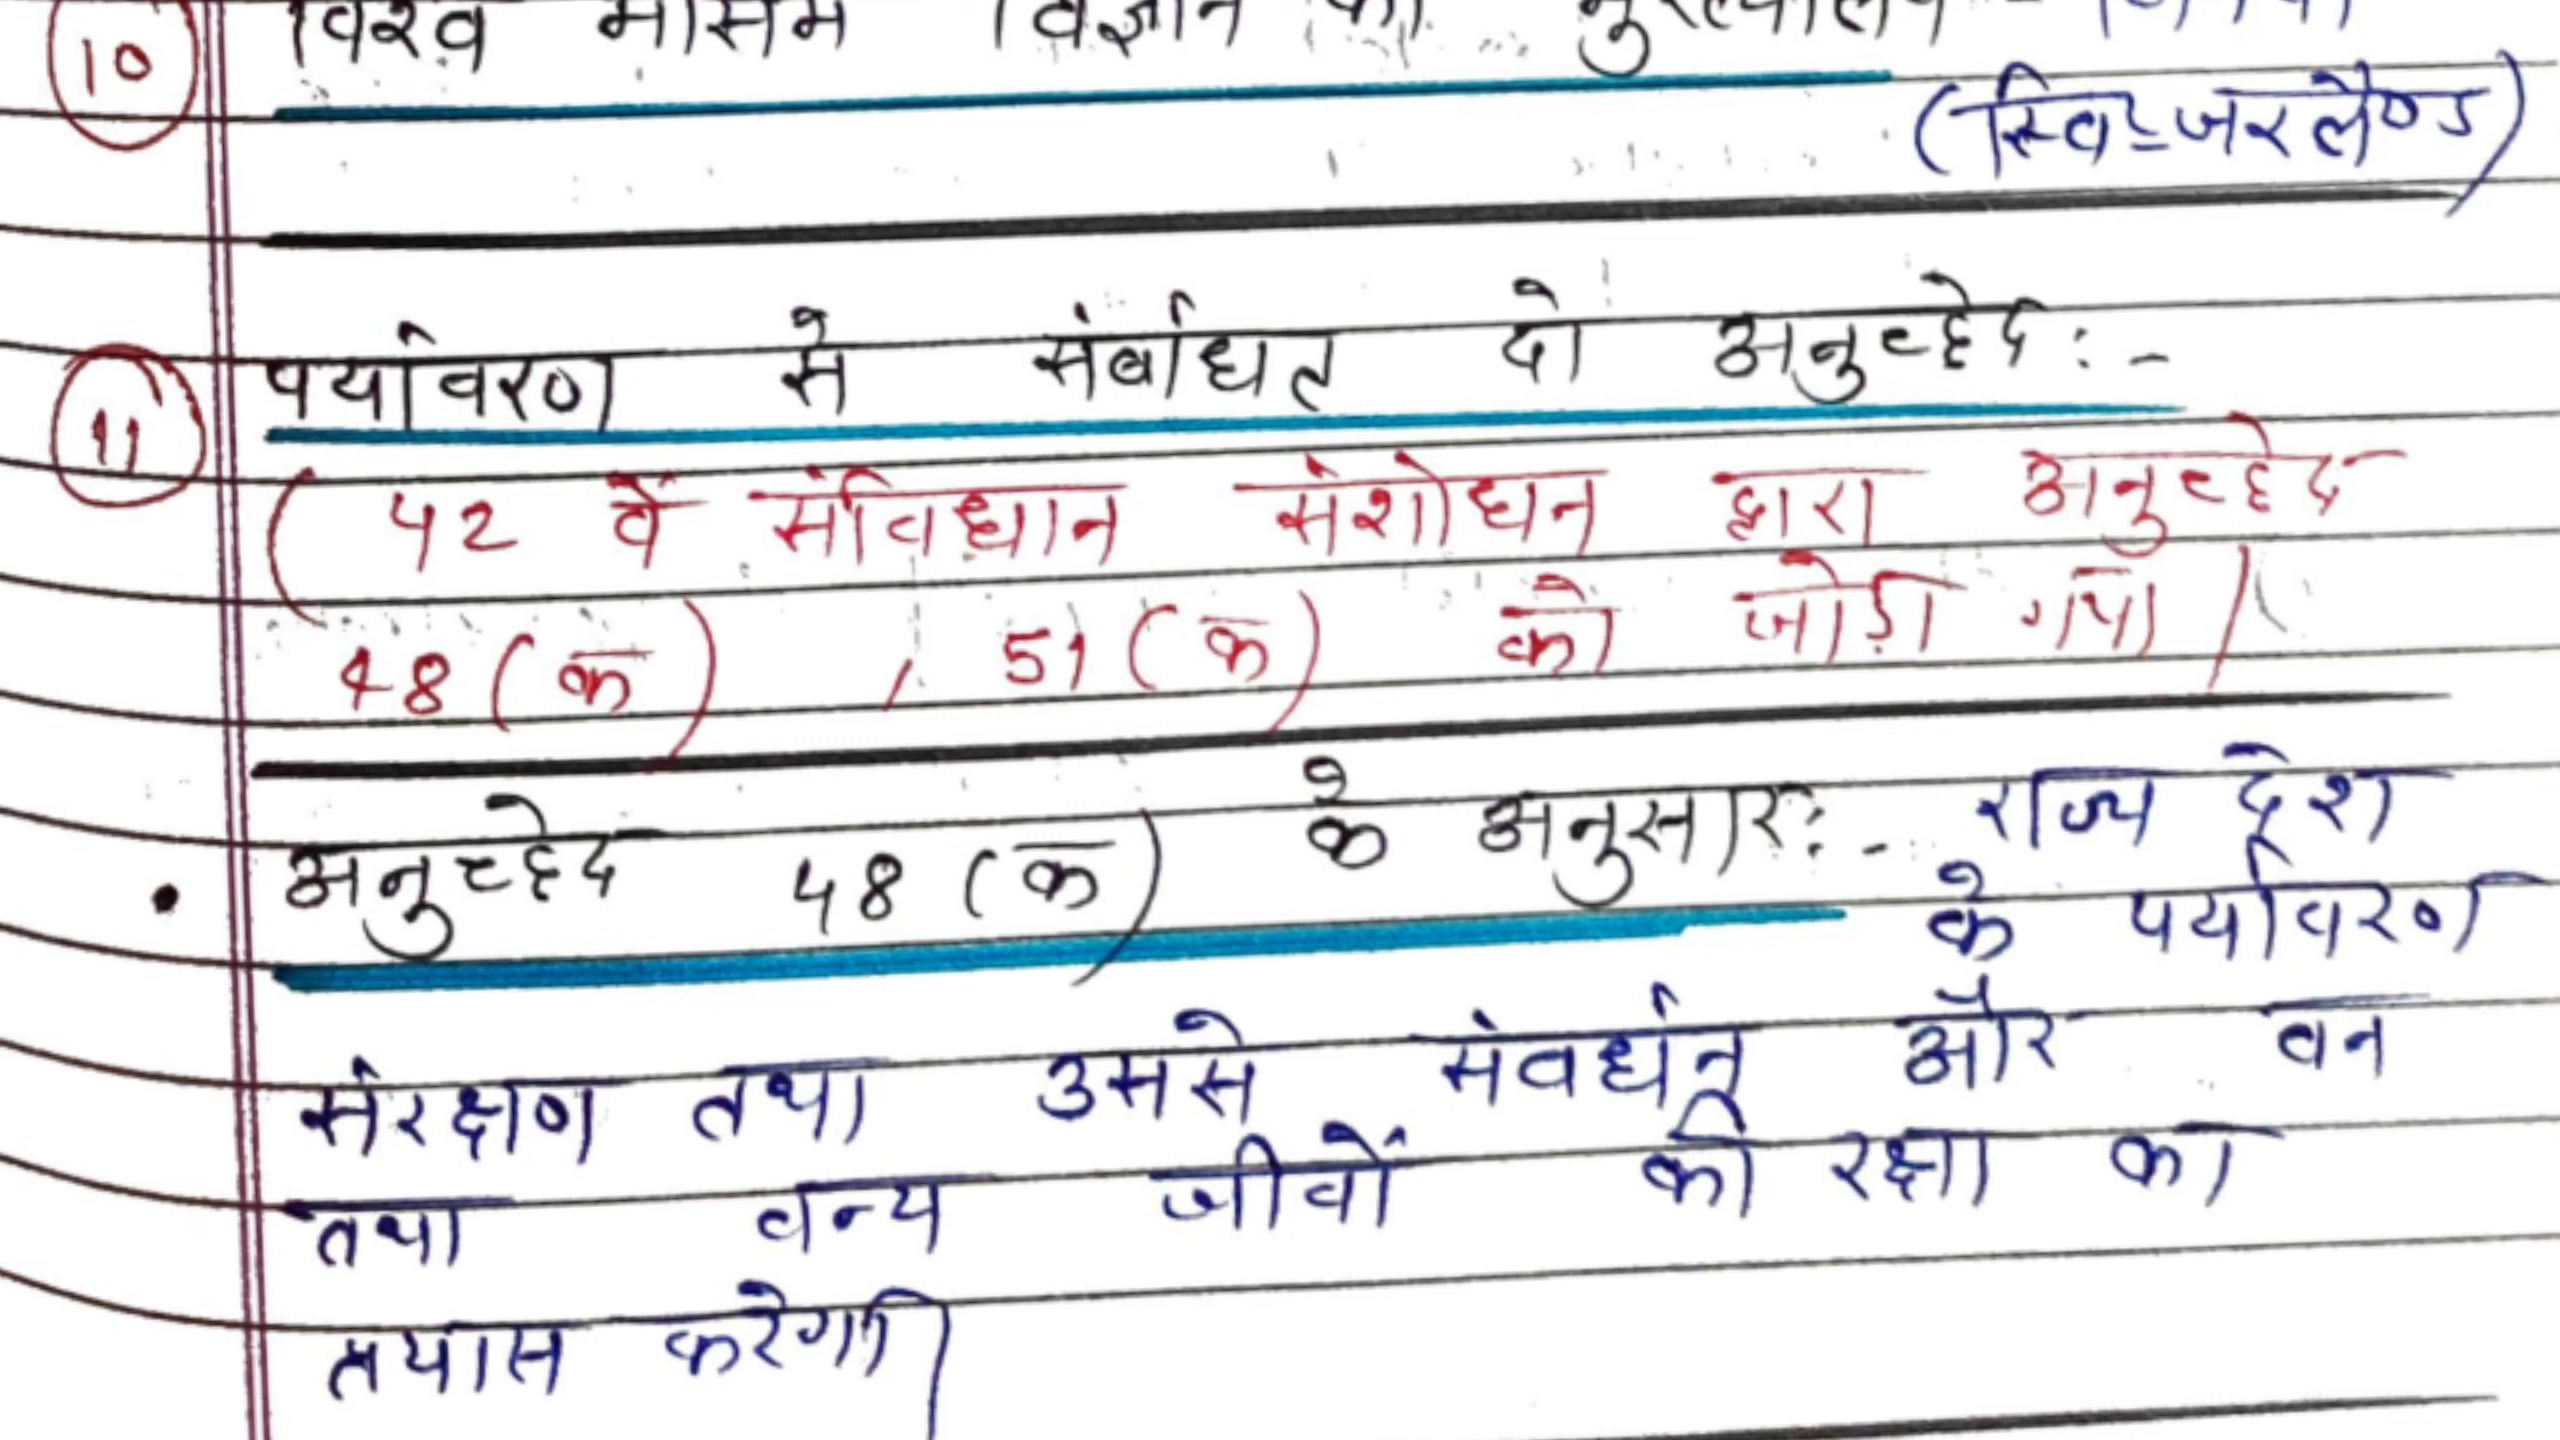 10 विश्व मौसम विज्ञान का मुख्यालय -
(स्विट्जरलैण्ड)
11 पर्यावरण से संबंधित दो अनुच्छेद :-
( 42 वें संविधान संशोधन द्वारा अनुच्छेद
48 (क) , 51 (क) को जोड़ा गया।
• अनुच्छेद 48 (क) के अनुसार :- राज्य देश
के पर्यावरण
संरक्षण तथा उससे संवर्धन और वन
तथा वन्य जीवों की रक्षा का
प्रयास करेगी।